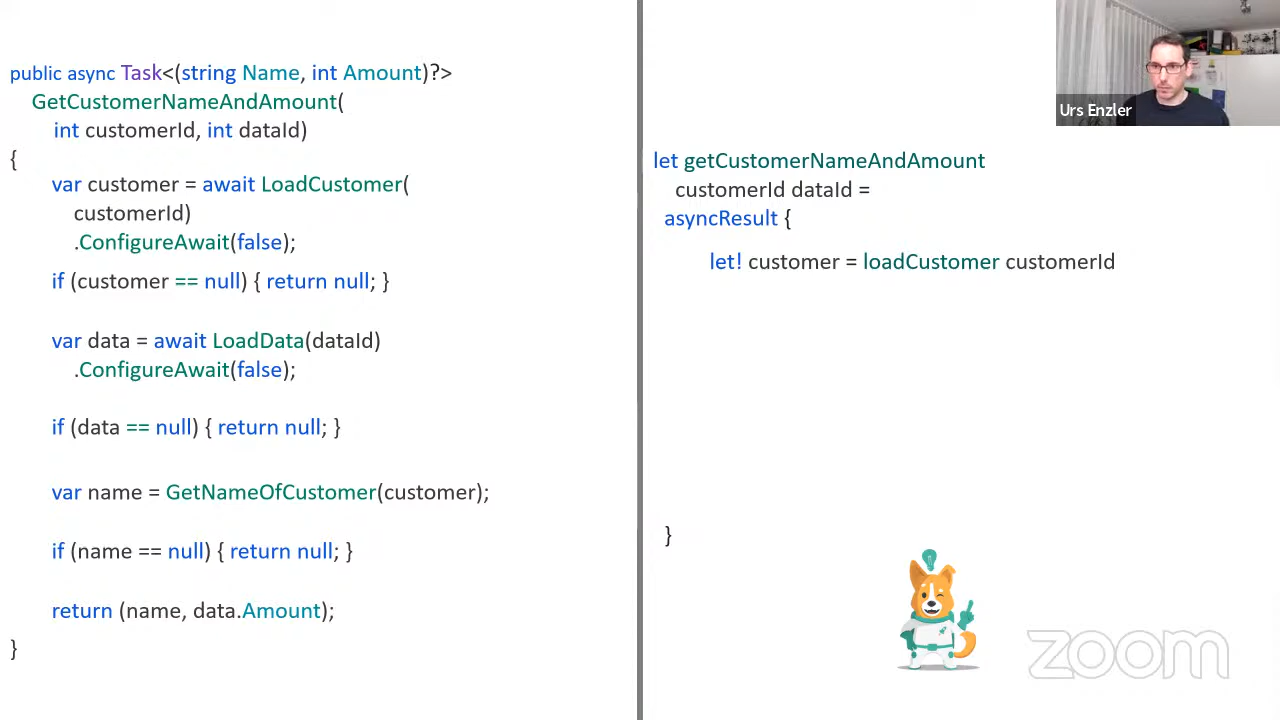 public async Task<(string Name, int Amount)?>
GetCustomerNameAndAmount(
int customerId, int dataId)
{
var customer = await LoadCustomer(
customerId)
.ConfigureAwait(false);
if (customer == null) { return null; }
var data = await LoadData(dataId)
.ConfigureAwait(false);
if (data == null) { return null; }
var name = GetNameOfCustomer(customer);
if (name == null) { return null; }
return (name, data.Amount);
}
let getCustomerNameAndAmount
customerId dataId =
asyncResult {
let! customer = loadCustomer customerId
}
Urs Enzler
zoom